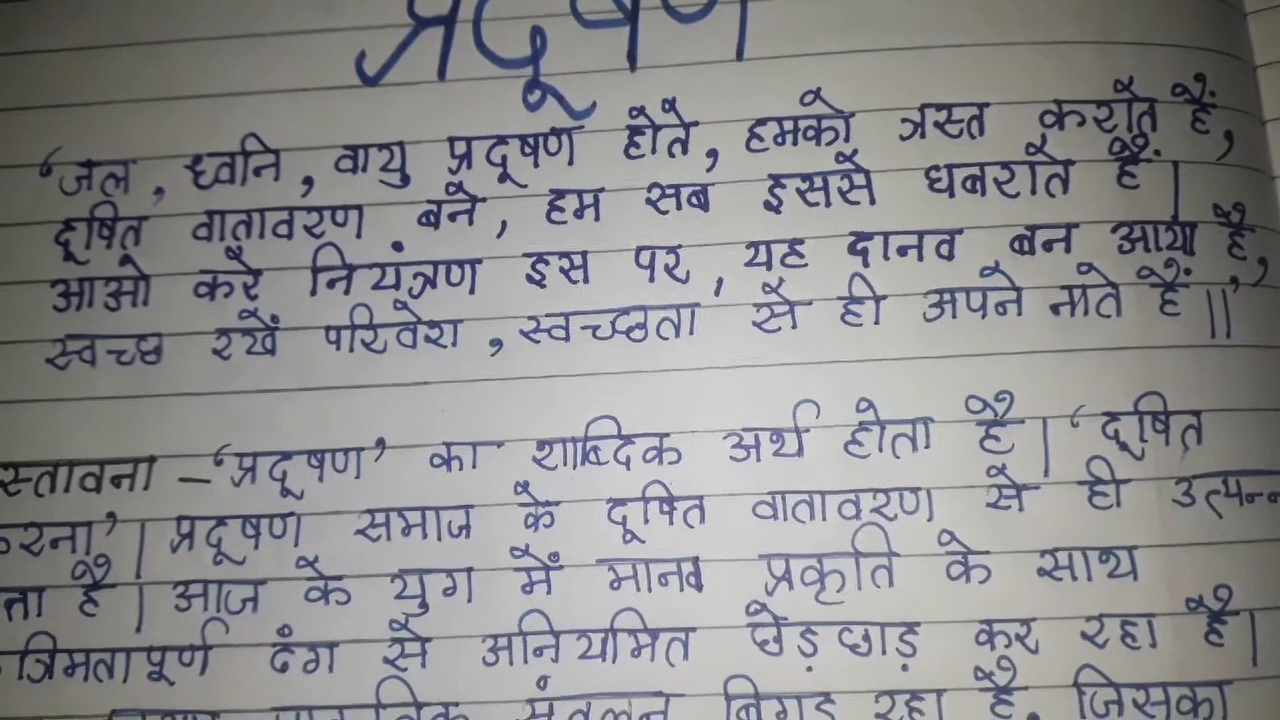 प्रदूषण
“जल, ध्वनि, वायु प्रदूषण होते, हमको त्रस्त कराते हैं,
दूषित वातावरण बने, हम सब इससे घबराते हैं।
आओ करे नियंत्रण इस पर, यह दानव बन आया है,
स्वच्छ रखें परिवेश, स्वच्छता से ही अपने नाते हैं॥”
स्तावना – ‘प्रदूषण’ का शाब्दिक अर्थ होता है। ‘दूषित
करना’। प्रदूषण समाज के दूषित वातावरण से ही उत्पन्न
ता है। आज के युग में मानव प्रकृति के साथ
त्रिमतापूर्ण ढंग से अनियमित छेड़छाड़ कर रहा है।
संतुलन बिगड़ रहा है, जिसका